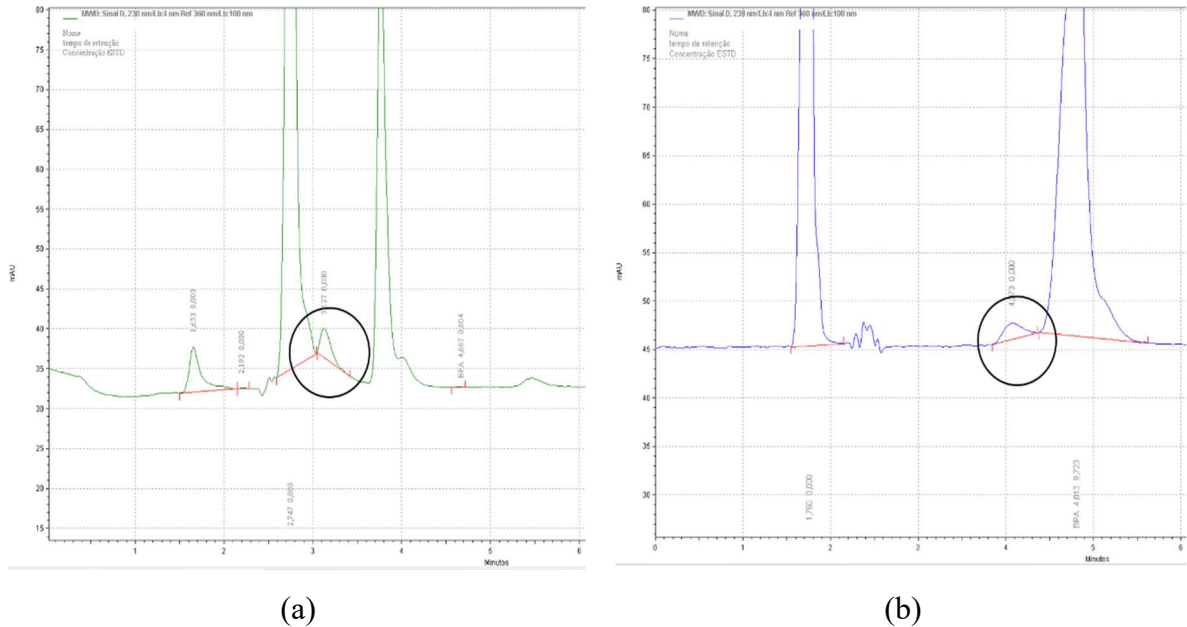 MWD: Sinal D, 230 nm/Lb:4 nm Ref 360 nm/Lb:100 nm
Nome
tempo de retenção
Concentração ESTD
80
75
70
65
60
55
50
45
40
35
30
25
20
15
mAU
1,653 0,000
2,193 0,000
2,747 0,000
0,000
BPA 4,667 0,004
0 1 2 3 4 5 6
Minutos
(a)
MWD: Sinal D, 230 nm/Lb:4 nm Ref 360 nm/Lb:100 nm
Nome
tempo de retenção
Concentração ESTD
80
75
70
65
60
55
50
45
40
35
30
mAU
1,760 0,000
0,000
BPA 4,813 9,723
0 1 2 3 4 5 6
Minutos
(b)